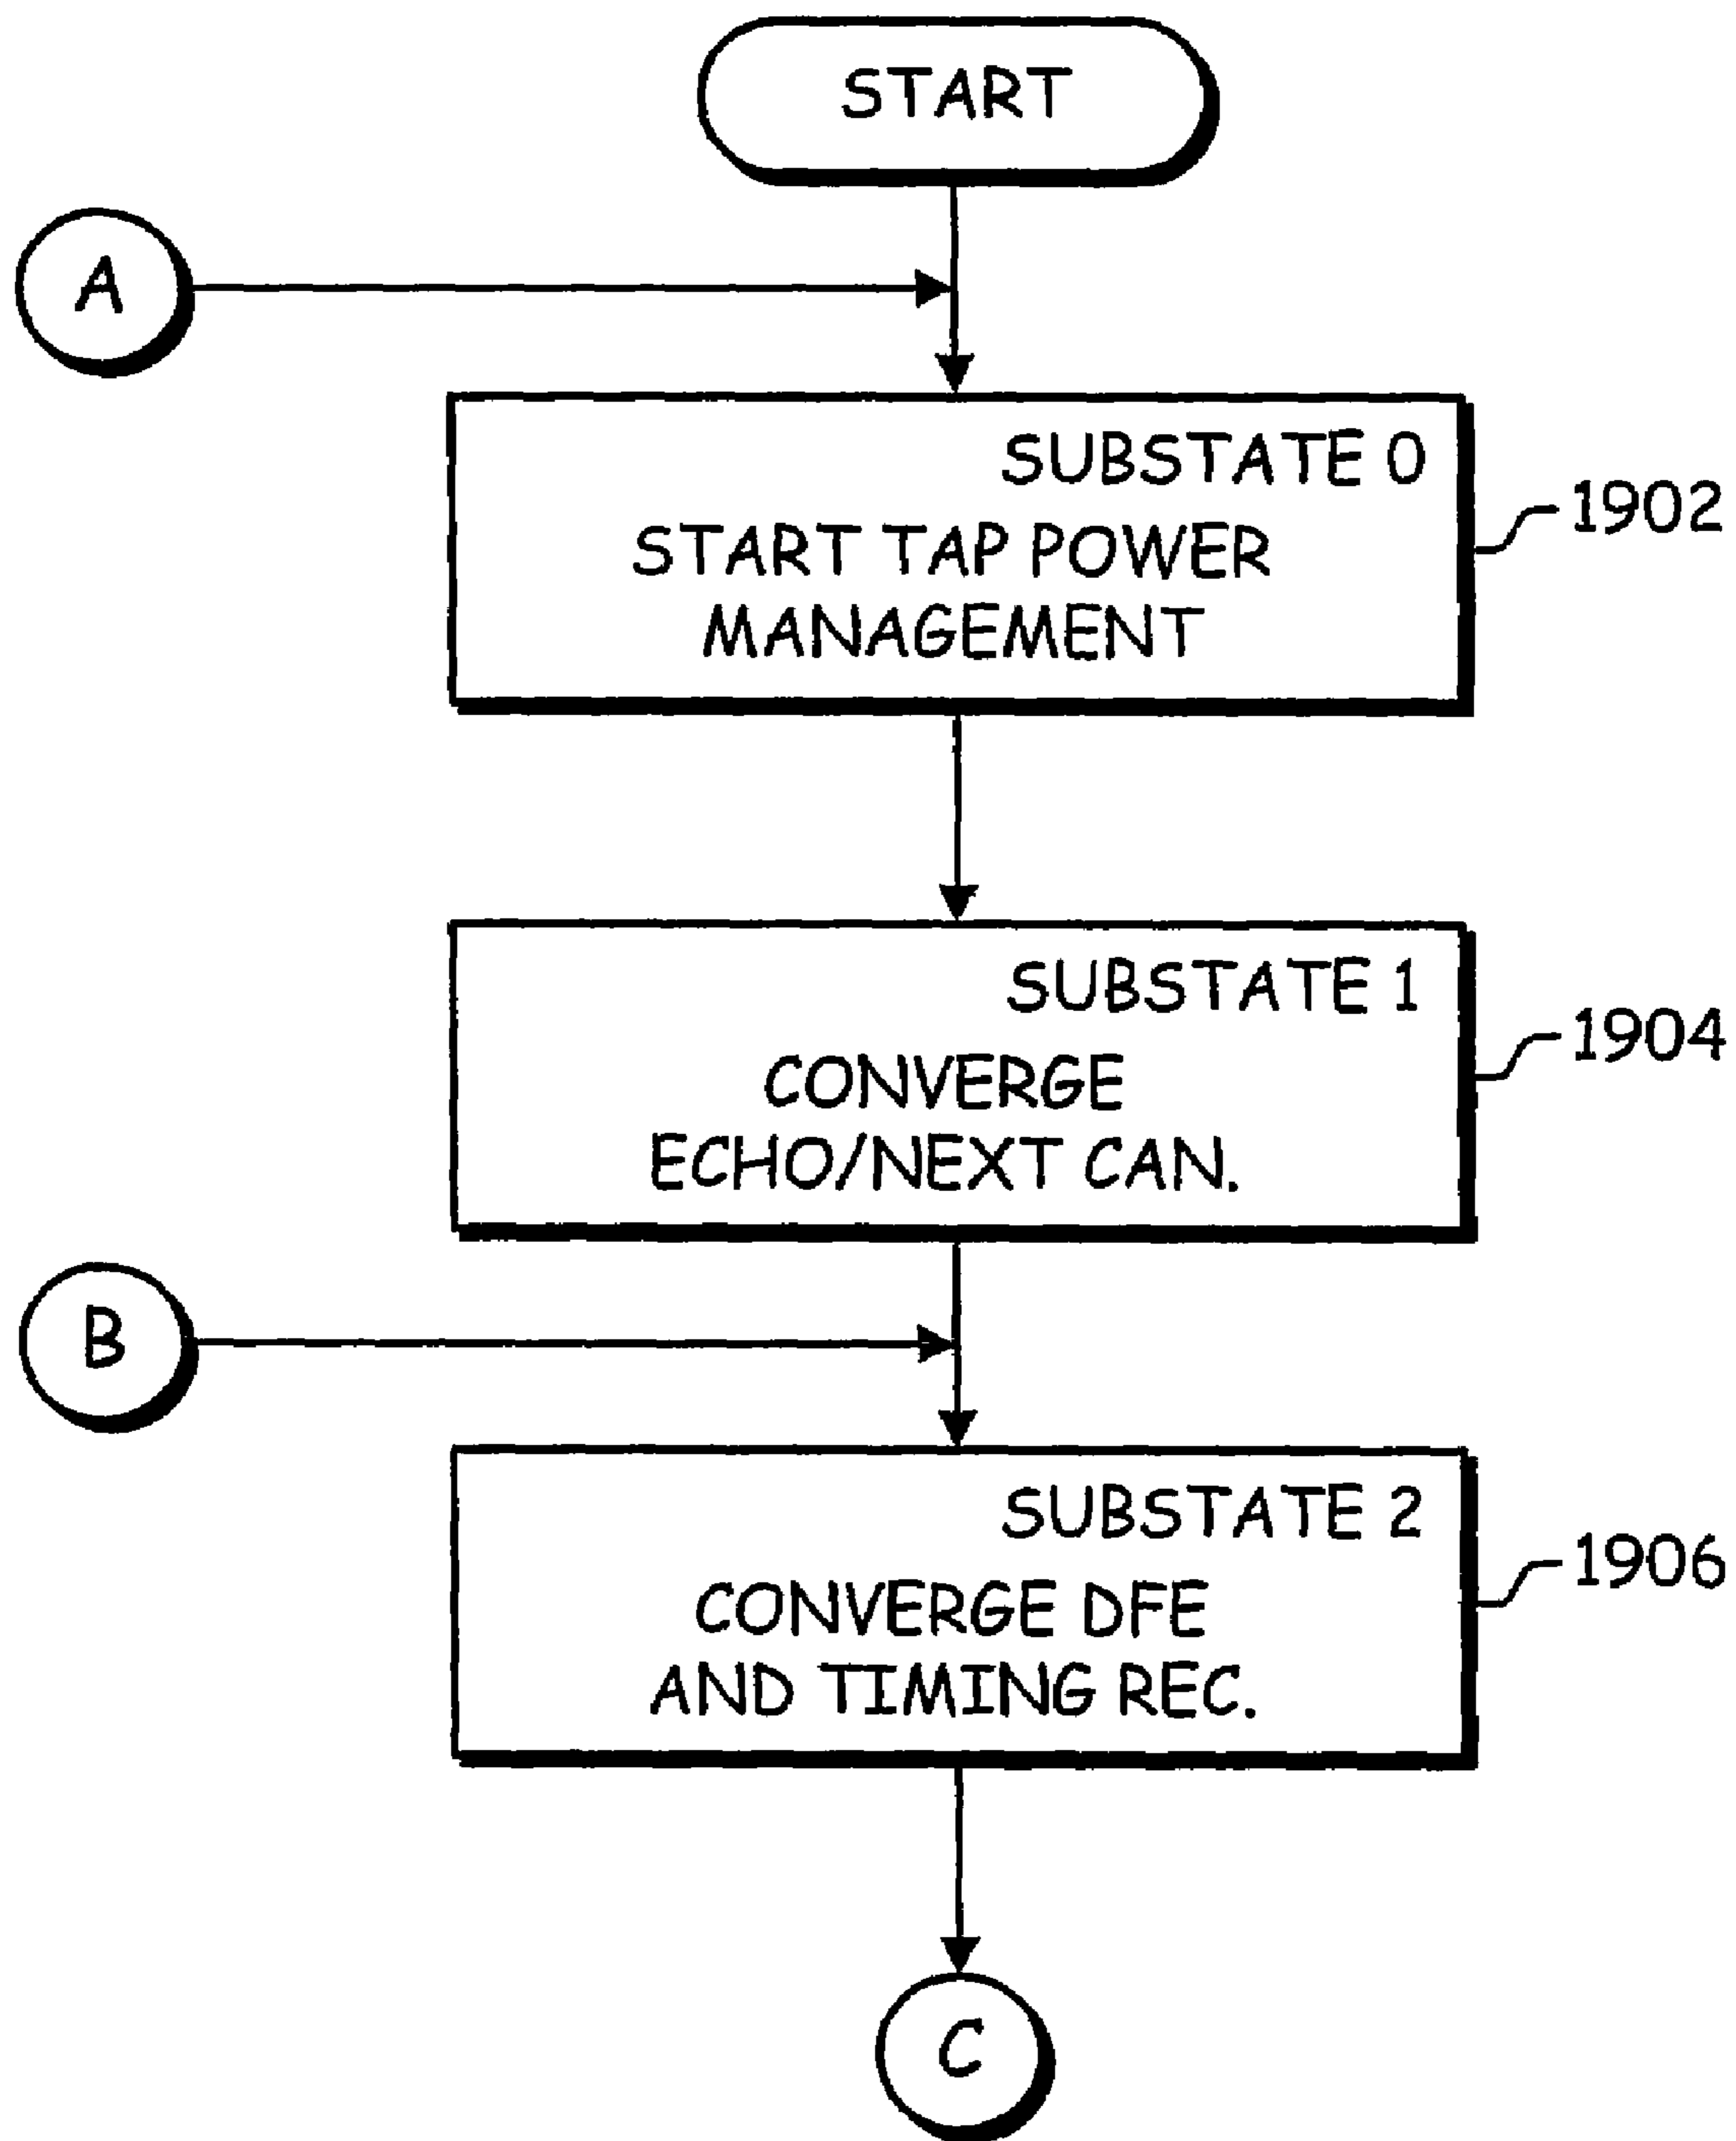 START
A
SUBSTATE 0
START TAP POWER
MANAGEMENT
1902
SUBSTATE 1
CONVERGE
ECHO/NEXT CAN.
1904
B
SUBSTATE 2
CONVERGE DFE
AND TIMING REC.
1906
C